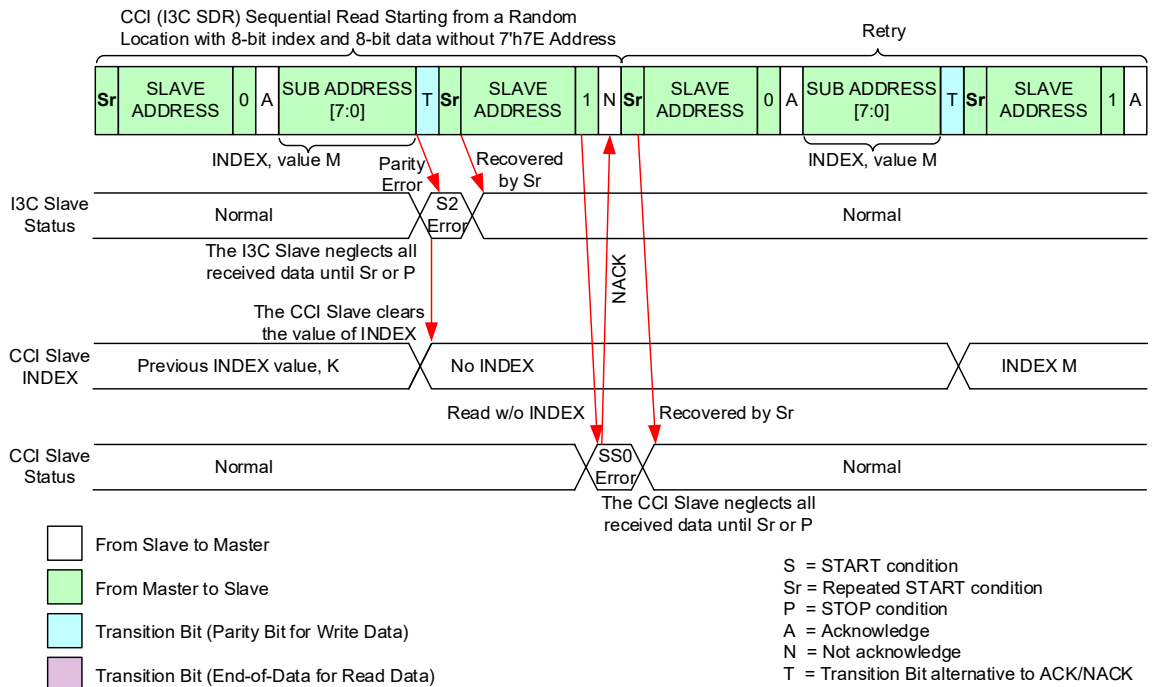 CCI (I3C SDR) Sequential Read Starting from a Random
Location with 8-bit index and 8-bit data without 7'h7E Address
Retry
Sr SLAVE ADDRESS 0 A SUB ADDRESS [7:0] T Sr SLAVE ADDRESS 1 N Sr SLAVE ADDRESS 0 A SUB ADDRESS [7:0] T Sr SLAVE ADDRESS 1 A
INDEX, value M
INDEX, value M
Parity
Error
Recovered
by Sr
I3C Slave
Status
Normal
S2
Error
Normal
The I3C Slave neglects all
received data until Sr or P
NACK
The CCI Slave clears
the value of INDEX
CCI Slave
INDEX
Previous INDEX value, K
No INDEX
INDEX M
Read w/o INDEX
Recovered by Sr
CCI Slave
Status
Normal
SS0
Error
Normal
The CCI Slave neglects all
received data until Sr or P
From Slave to Master
From Master to Slave
Transition Bit (Parity Bit for Write Data)
Transition Bit (End-of-Data for Read Data)
S = START condition
Sr = Repeated START condition
P = STOP condition
A = Acknowledge
N = Not acknowledge
T = Transition Bit alternative to ACK/NACK